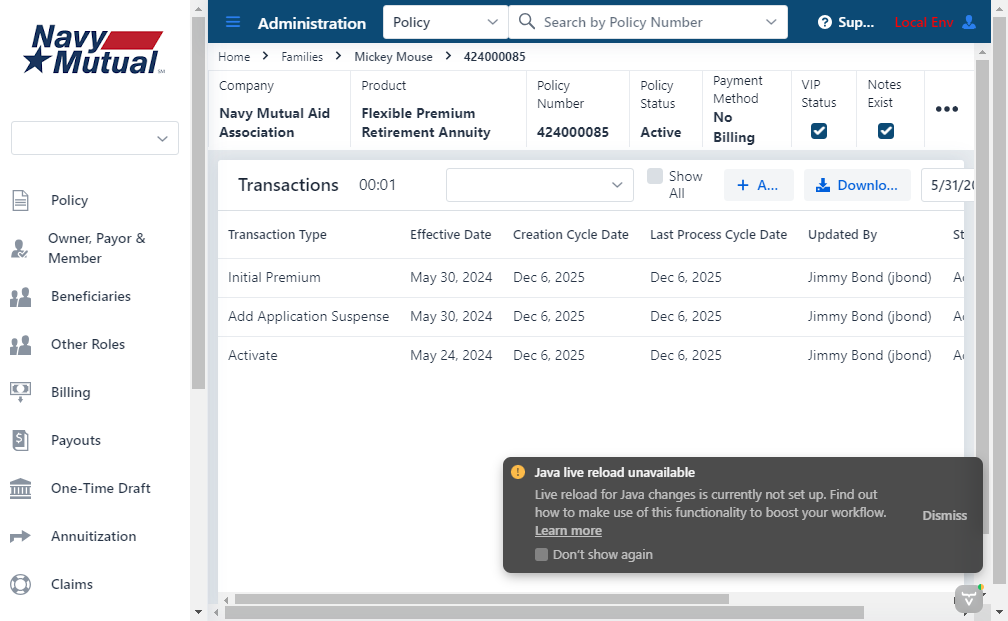 Navy
Mutual
Administration
Policy
Search by Policy Number
Sup...
Local Env
Home
Families
Mickey Mouse
424000085
Company
Navy Mutual Aid
Association
Product
Flexible Premium
Retirement Annuity
Policy
Number
424000085
Policy
Status
Active
Payment
Method
No
Billing
VIP
Status
Notes
Exist
Policy
Owner, Payor &
Member
Beneficiaries
Other Roles
Billing
Payouts
One-Time Draft
Annuitization
Claims
Transactions 00:01
Show
All
+ A...
Downlo...
5/31/20
Transaction Type Effective Date Creation Cycle Date Last Process Cycle Date Updated By St
Initial Premium May 30, 2024 Dec 6, 2025 Dec 6, 2025 Jimmy Bond (jbond) Ac
Add Application Suspense May 30, 2024 Dec 6, 2025 Dec 6, 2025 Jimmy Bond (jbond) Ac
Activate May 24, 2024 Dec 6, 2025 Dec 6, 2025 Jimmy Bond (jbond) Ac
Java live reload unavailable
Live reload for Java changes is currently not set up. Find out
how to make use of this functionality to boost your workflow.
Learn more
Don't show again
Dismiss